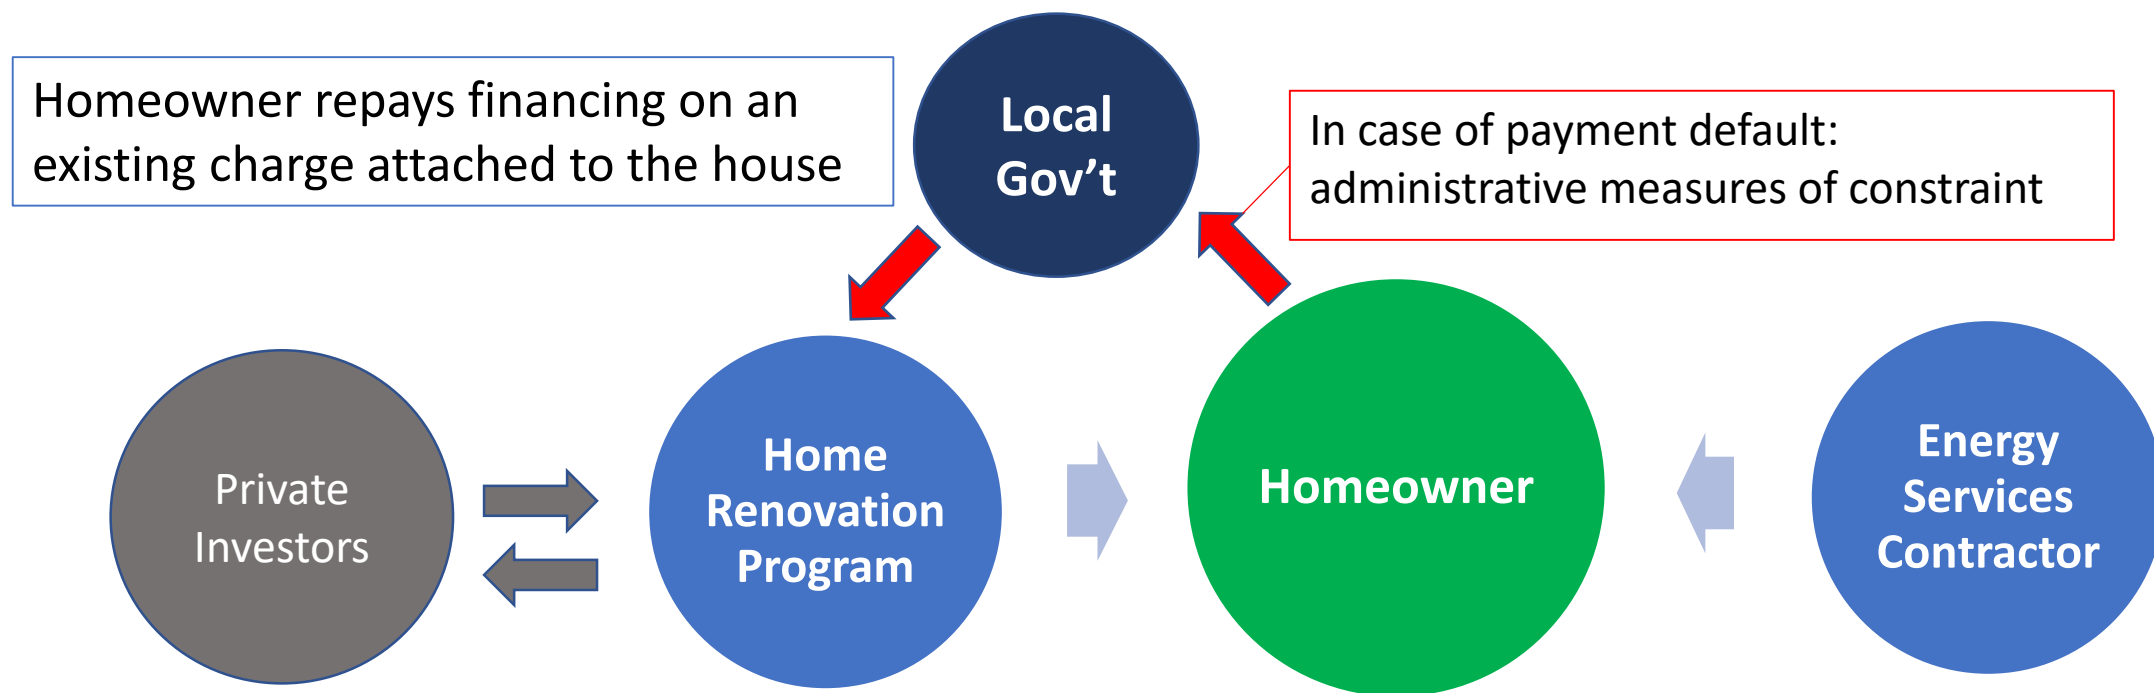 Homeowner repays financing on an
existing charge attached to the house
Local
Gov’t
In case of payment default:
administrative measures of constraint
Private
Investors
Home
Renovation
Program
Homeowner
Energy
Services
Contractor